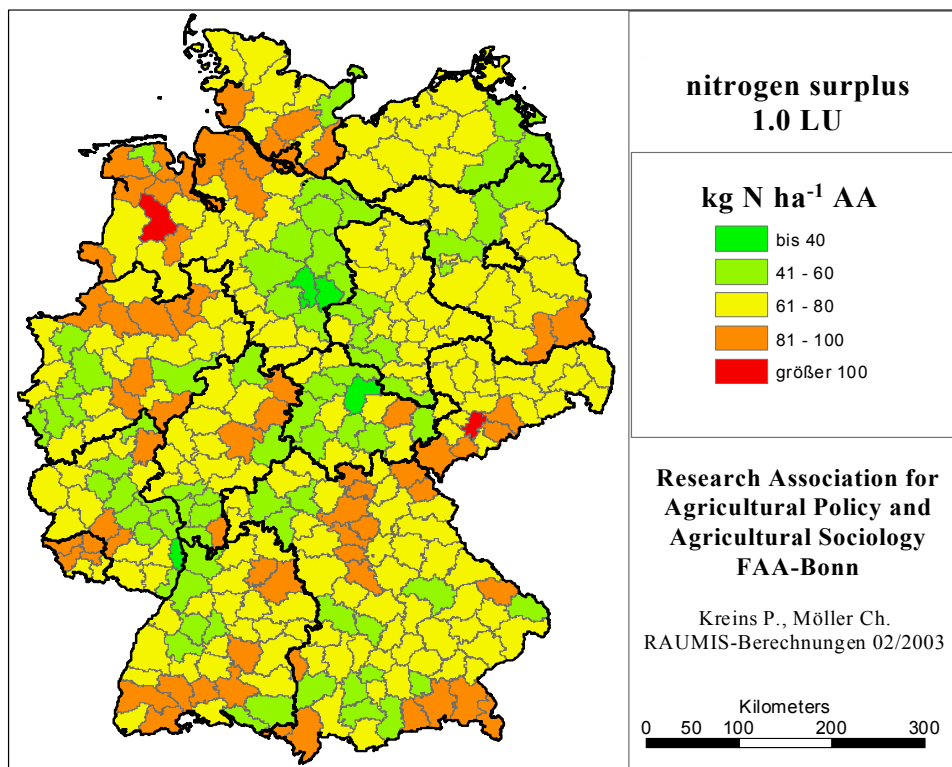 nitrogen surplus
1.0 LU
kg N ha-1 AA
bis 40
41 - 60
61 - 80
81 - 100
größer 100
Research Association for
Agricultural Policy and
Agricultural Sociology
FAA-Bonn
Kreins P., Möller Ch.
RAUMIS-Berechnungen 02/2003
Kilometers
0 50 100 200 300